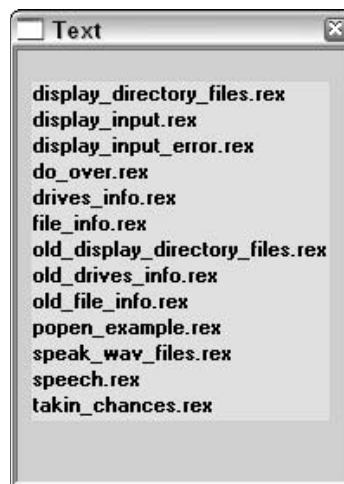 Text
display_directory_files.rex
display_input.rex
display_input_error.rex
do_over.rex
drives_info.rex
file_info.rex
old_display_directory_files.rex
old_drives_info.rex
old_file_info.rex
popen_example.rex
speak_wav_files.rex
speech.rex
takin_chances.rex